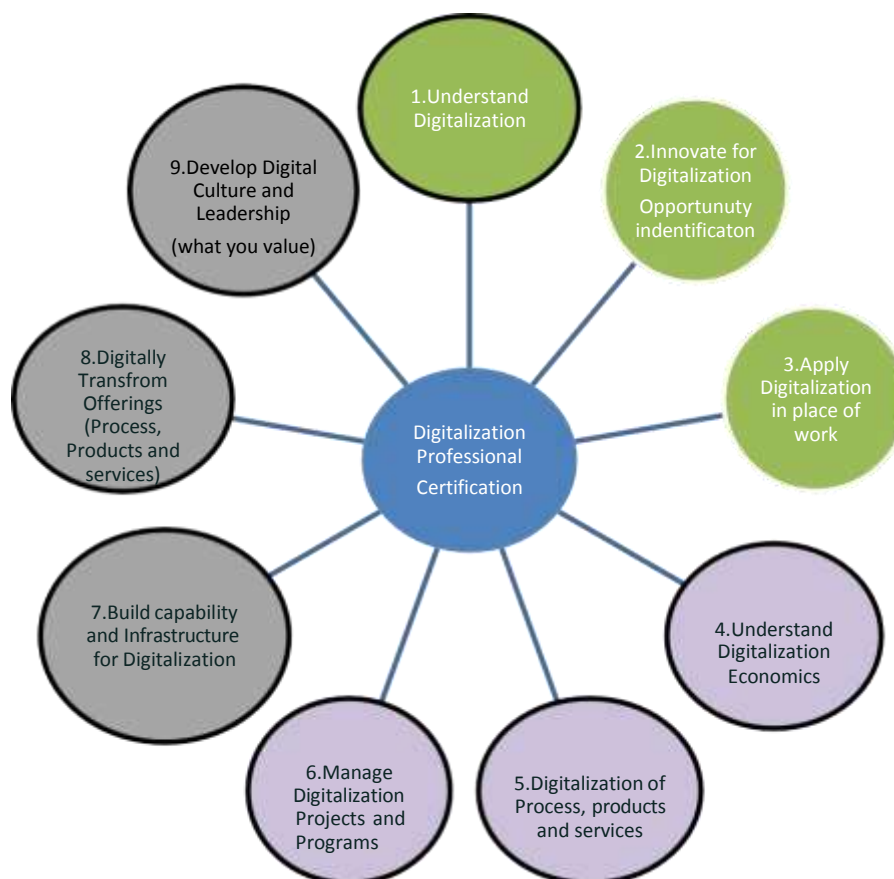 1.Understand
Digitalization
2.Innovate for
Digitalization
Opportunuty
indentificaton
3.Apply
Digitalization
in place of
work
4.Understand
Digitalization
Economics
5.Digitalization of
Process, products
and services
6.Manage
Digitalization
Projects and
Programs
7.Build capability
and Infrastructure
for Digitalization
8.Digitally
Transfrom
Offerings
(Process,
Products and
services)
9.Develop Digital
Culture and
Leadership
(what you value)
Digitalization
Professional
Certification